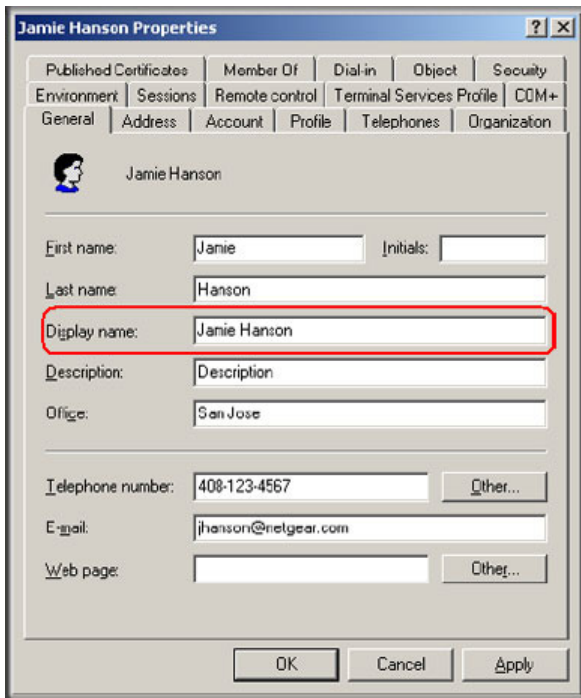 Jamie Hanson Properties
Published Certificates Member Of Dial-in Object Security
Environment Sessions Remote control Terminal Services Profile COM+
General Address Account Profile Telephones Organization
Jamie Hanson
First name: Jamie Initials:
Last name: Hanson
Display name: Jamie Hanson
Description: Description
Office: San Jose
Telephone number: 408-123-4567 Other...
E-mail: jhanson@netgear.com
Web page: Other...
OK Cancel Apply